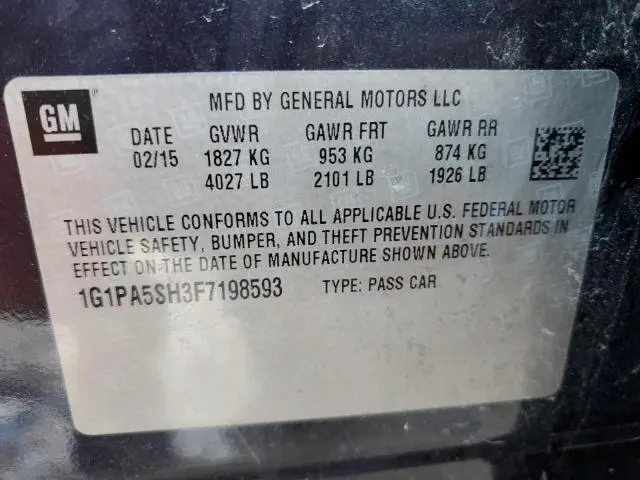 GM
MFD BY GENERAL MOTORS LLC
DATE GVWR GAWR FRT GAWR RR
02/15 1827 KG 953 KG 874 KG
4027 LB 2101 LB 1926 LB
THIS VEHICLE CONFORMS TO ALL APPLICABLE U.S. FEDERAL MOTOR
VEHICLE SAFETY, BUMPER, AND THEFT PREVENTION STANDARDS IN
EFFECT ON THE DATE OF MANUFACTURE SHOWN ABOVE.
1G1PA5SH3F7198593 TYPE: PASS CAR